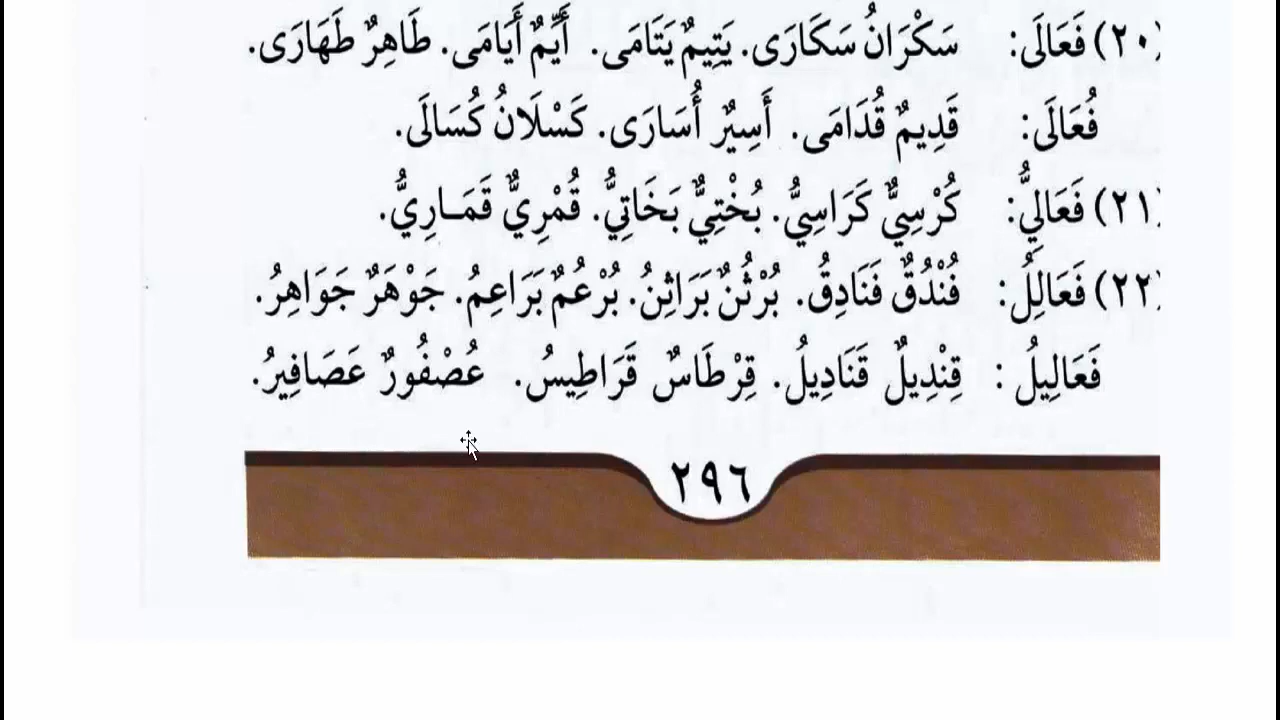 (٢٠) فَعَالَى: سَكْرَانُ سَكَارَى. يَتِيمٌ يَتَامَى. أَيِّمٌ أَيَامَى. طَاهِرٌ طَهَارَى.
فُعَالَى: قَدِيمٌ قُدَامَى. أَسِيرٌ أُسَارَى. كَسْلَانُ كُسَالَى.
(٢١) فَعَالِيُّ: كُرْسِيٌّ كَرَاسِيُّ. بُخْتِيٌّ بَخَاتِيُّ. قُمْرِيٌّ قَمَـارِيُّ.
(٢٢) فَعَالِلُ: فُنْدُقٌ فَنَادِقُ. بُرْثُنٌ بَرَاثِنُ. بُرْعُمٌ بَرَاعِمُ. جَوْهَرٌ جَوَاهِرُ.
فَعَالِيلُ: قِنْدِيلٌ قَنَادِيلُ. قِرْطَاسٌ قَرَاطِيسُ. عُصْفُورٌ عَصَافِيرُ.
٢٩٦